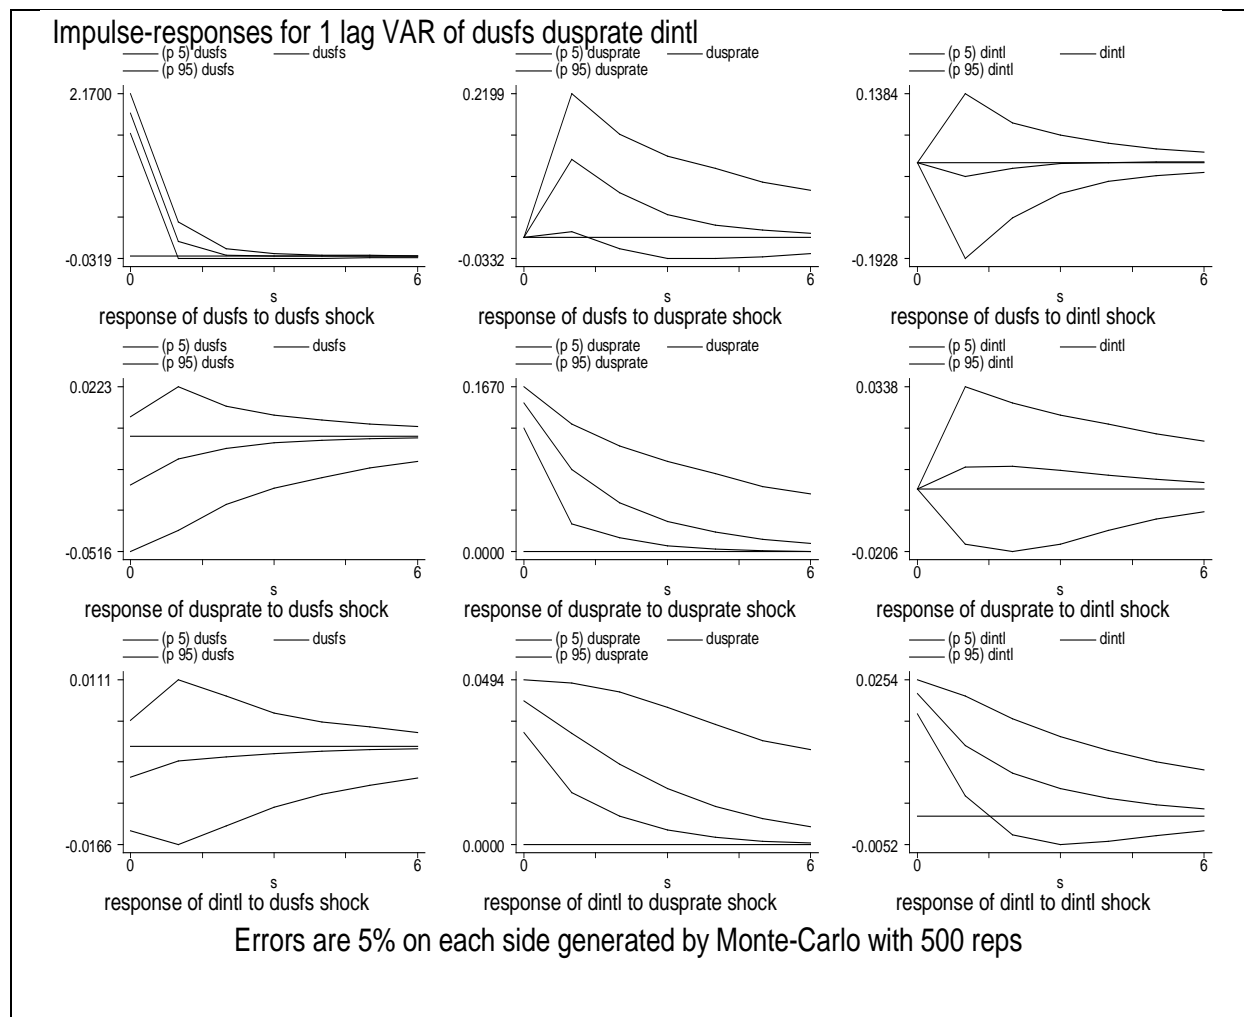 Impulse-responses for 1 lag VAR of dusfs dusprate dintl
(p 5) dusfs dusfs
(p 95) dusfs
2.1700
-0.0319
0 6
s
response of dusfs to dusfs shock
(p 5) dusprate dusprate
(p 95) dusprate
0.2199
-0.0332
0 6
s
response of dusfs to dusprate shock
(p 5) dintl dintl
(p 95) dintl
0.1384
-0.1928
0 6
s
response of dusfs to dintl shock
(p 5) dusfs dusfs
(p 95) dusfs
0.0223
-0.0516
0 6
s
response of dusprate to dusfs shock
(p 5) dusprate dusprate
(p 95) dusprate
0.1670
0.0000
0 6
s
response of dusprate to dusprate shock
(p 5) dintl dintl
(p 95) dintl
0.0338
-0.0206
0 6
s
response of dusprate to dintl shock
(p 5) dusfs dusfs
(p 95) dusfs
0.0111
-0.0166
0 6
s
response of dintl to dusfs shock
(p 5) dusprate dusprate
(p 95) dusprate
0.0494
0.0000
0 6
s
response of dintl to dusprate shock
(p 5) dintl dintl
(p 95) dintl
0.0254
-0.0052
0 6
s
response of dintl to dintl shock
Errors are 5% on each side generated by Monte-Carlo with 500 reps